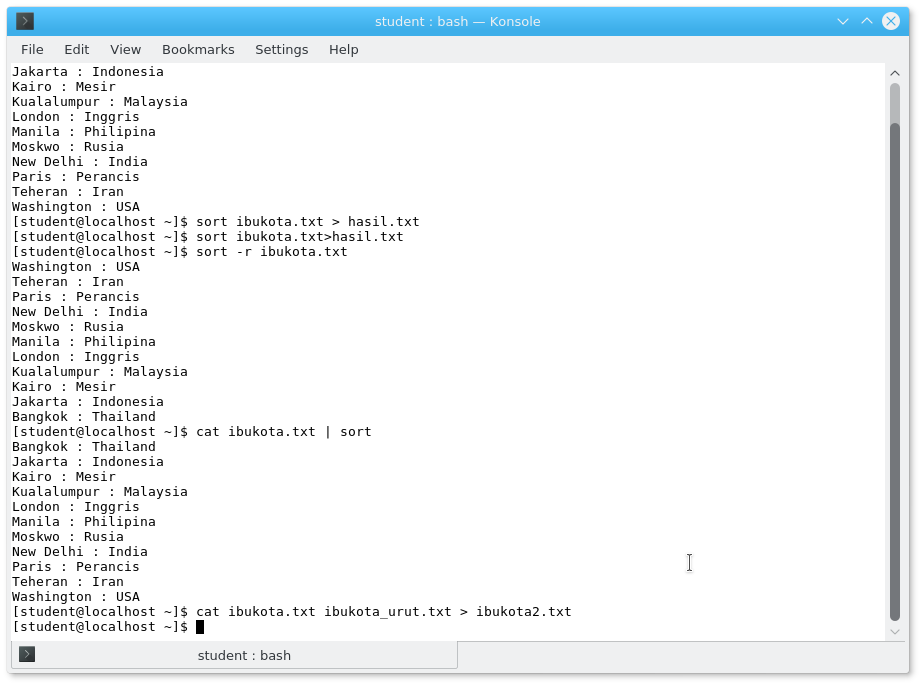 student : bash — Konsole
File Edit View Bookmarks Settings Help
Jakarta : Indonesia
Kairo : Mesir
Kualalumpur : Malaysia
London : Inggris
Manila : Philipina
Moskwo : Rusia
New Delhi : India
Paris : Perancis
Teheran : Iran
Washington : USA
[student@localhost ~]$ sort ibukota.txt > hasil.txt
[student@localhost ~]$ sort ibukota.txt>hasil.txt
[student@localhost ~]$ sort -r ibukota.txt
Washington : USA
Teheran : Iran
Paris : Perancis
New Delhi : India
Moskwo : Rusia
Manila : Philipina
London : Inggris
Kualalumpur : Malaysia
Kairo : Mesir
Jakarta : Indonesia
Bangkok : Thailand
[student@localhost ~]$ cat ibukota.txt | sort
Bangkok : Thailand
Jakarta : Indonesia
Kairo : Mesir
Kualalumpur : Malaysia
London : Inggris
Manila : Philipina
Moskwo : Rusia
New Delhi : India
Paris : Perancis
Teheran : Iran
Washington : USA
[student@localhost ~]$ cat ibukota.txt ibukota_urut.txt > ibukota2.txt
[student@localhost ~]$
student : bash